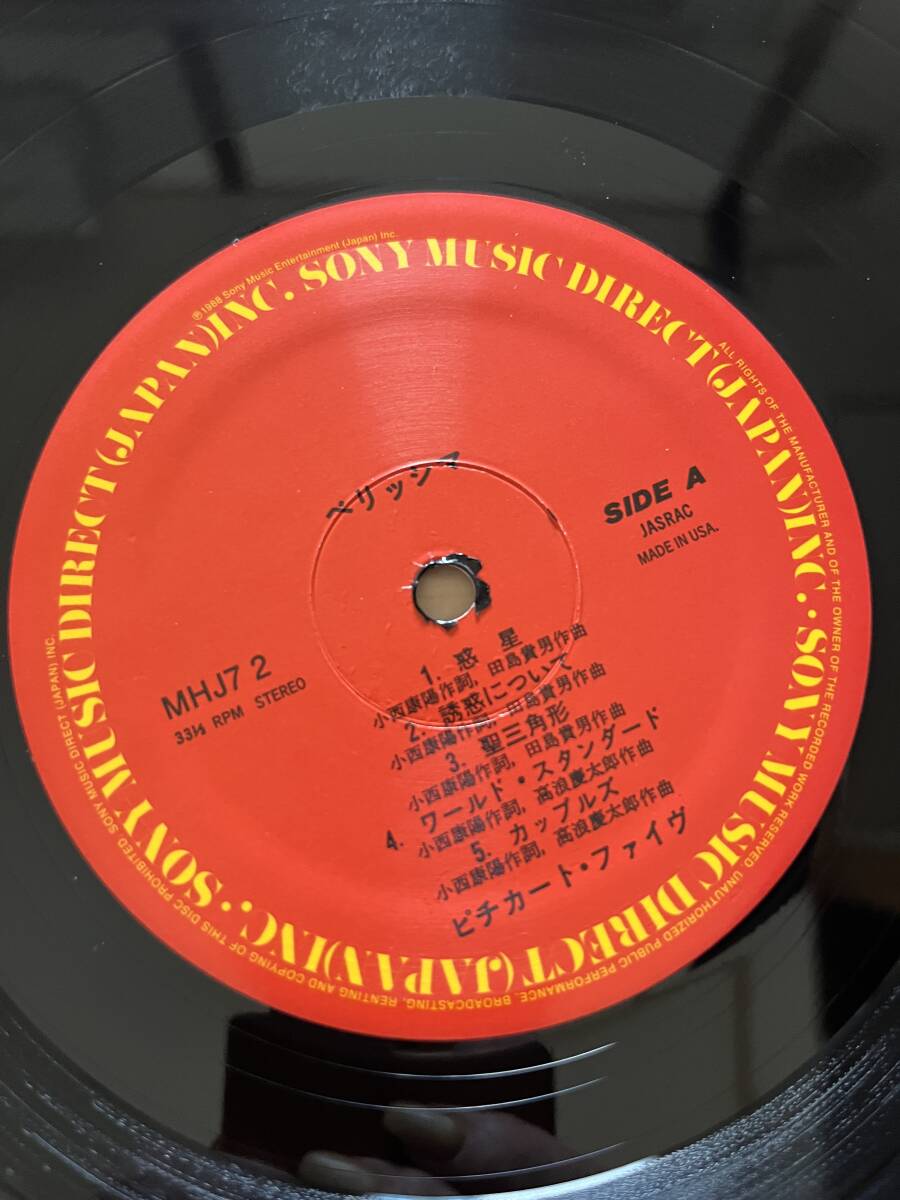 ベリッシマ
SIDE A
JASRAC
MADE IN USA.
MHJ7 2
33⅓ RPM STEREO
1. 惑星
小西康陽作詞, 田島貴男作曲
2. 誘惑について
小西康陽作詞, 田島貴男作曲
3. 聖三角形
小西康陽作詞, 田島貴男作曲
4. ワールド・スタンダード
小西康陽作詞, 高浪慶太郎作曲
5. カップルズ
小西康陽作詞, 高浪慶太郎作曲
ピチカート・ファイヴ
SONY MUSIC DIRECT (JAPAN) INC. · SONY MUSIC DIRECT (JAPAN) INC. · SONY MUSIC DIRECT (JAPAN) INC.
℗1988 Sony Music Entertainment (Japan) Inc.
ALL RIGHTS OF THE MANUFACTURER AND OF THE OWNER OF THE RECORDED WORK RESERVED. UNAUTHORIZED PUBLIC PERFORMANCE, BROADCASTING, RENTING AND COPYING OF THIS DISC PROHIBITED SONY MUSIC DIRECT (JAPAN) INC.